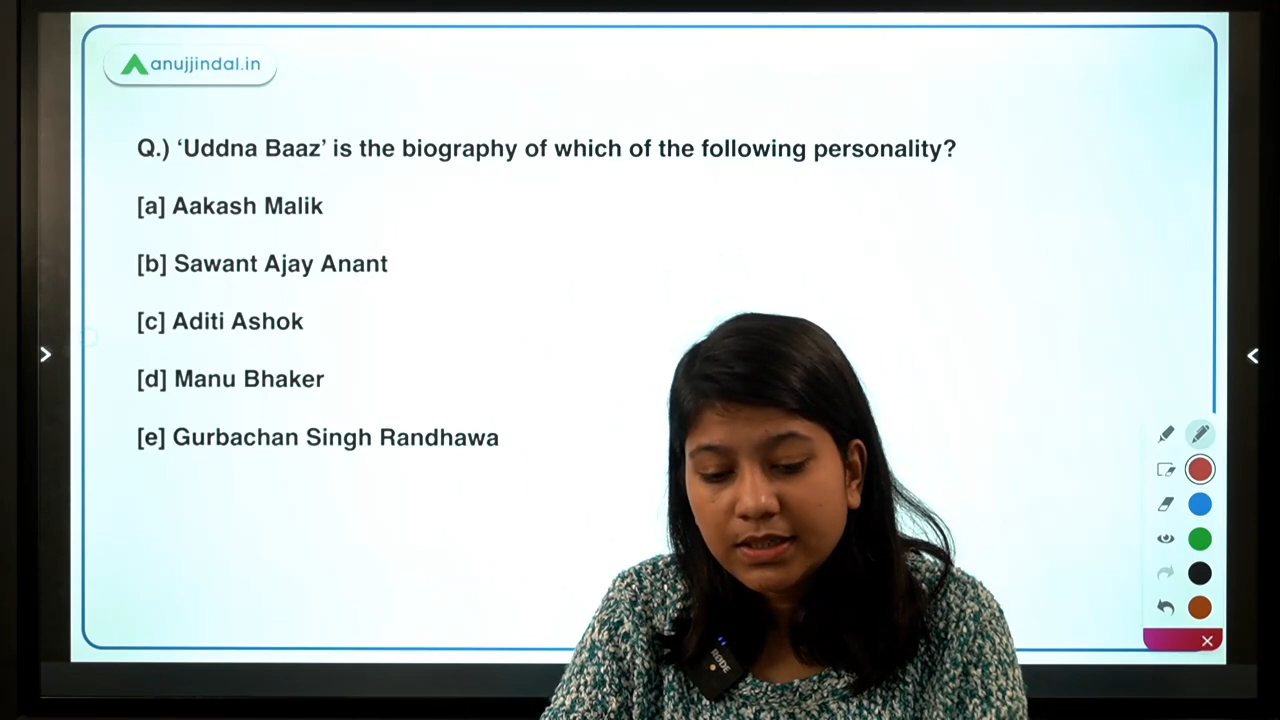 anujjindal.in
Q.) ‘Uddna Baaz’ is the biography of which of the following personality?
[a] Aakash Malik
[b] Sawant Ajay Anant
[c] Aditi Ashok
[d] Manu Bhaker
[e] Gurbachan Singh Randhawa
RODE